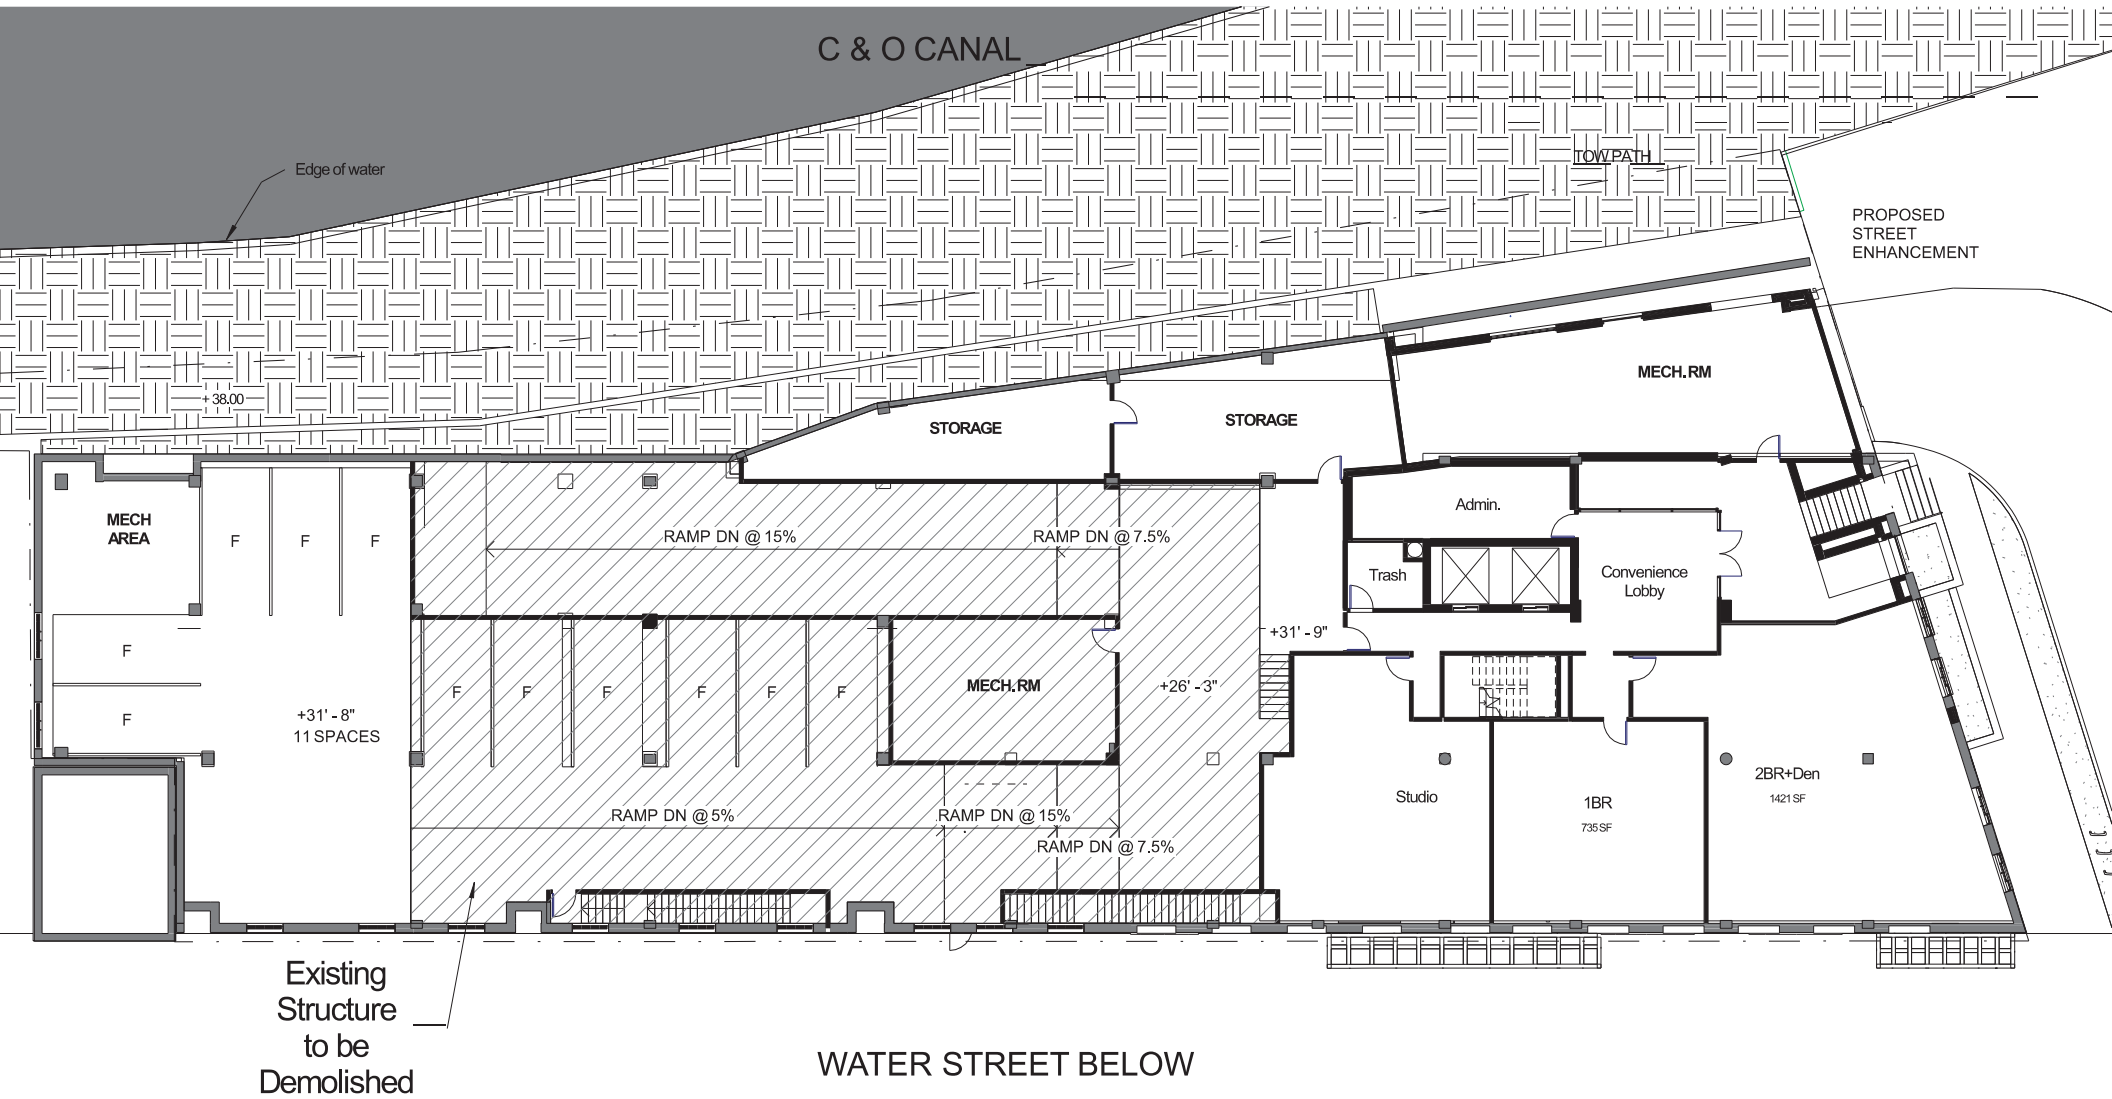 C & O CANAL
Edge of water
TOW PATH
PROPOSED
STREET
ENHANCEMENT
+ 38.00
MECH. RM
STORAGE
STORAGE
MECH
AREA
F
F
F
RAMP DN @ 15%
RAMP DN @ 7.5%
Admin.
Trash
Convenience
Lobby
+31' - 9"
F
F
F
F
F
F
F
F
MECH. RM
+26' - 3"
+31' - 8"
11 SPACES
RAMP DN @ 5%
RAMP DN @ 15%
RAMP DN @ 7.5%
Studio
1BR
735 SF
2BR+Den
1421 SF
Existing
Structure
to be
Demolished
WATER STREET BELOW